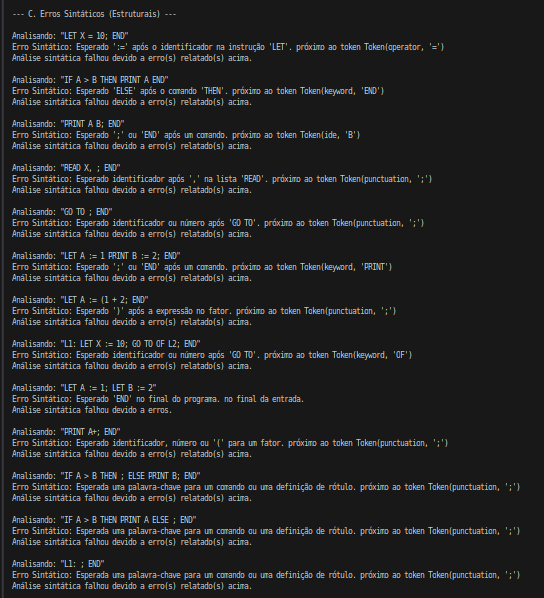 --- C. Erros Sintáticos (Estruturais) ---
Analisando: "LET X = 10; END"
Erro Sintático: Esperado ':=' após o identificador na instrução 'LET'. próximo ao token Token(operator, '=')
Análise sintática falhou devido a erro(s) relatado(s) acima.
Analisando: "IF A > B THEN PRINT A END"
Erro Sintático: Esperado 'ELSE' após o comando 'THEN'. próximo ao token Token(keyword, 'END')
Análise sintática falhou devido a erro(s) relatado(s) acima.
Analisando: "PRINT A B; END"
Erro Sintático: Esperado ';' ou 'END' após um comando. próximo ao token Token(ide, 'B')
Análise sintática falhou devido a erro(s) relatado(s) acima.
Analisando: "READ X, ; END"
Erro Sintático: Esperado identificador após ',' na lista 'READ'. próximo ao token Token(punctuation, ';')
Análise sintática falhou devido a erro(s) relatado(s) acima.
Analisando: "GO TO ; END"
Erro Sintático: Esperado identificador ou número após 'GO TO'. próximo ao token Token(punctuation, ';')
Análise sintática falhou devido a erro(s) relatado(s) acima.
Analisando: "LET A := 1 PRINT B := 2; END"
Erro Sintático: Esperado ';' ou 'END' após um comando. próximo ao token Token(keyword, 'PRINT')
Análise sintática falhou devido a erro(s) relatado(s) acima.
Analisando: "LET A := (1 + 2; END"
Erro Sintático: Esperado ')' após a expressão no fator. próximo ao token Token(punctuation, ';')
Análise sintática falhou devido a erro(s) relatado(s) acima.
Analisando: "L1: LET X := 10; GO TO OF L2; END"
Erro Sintático: Esperado identificador ou número após 'GO TO'. próximo ao token Token(keyword, 'OF')
Análise sintática falhou devido a erro(s) relatado(s) acima.
Analisando: "LET A := 1; LET B := 2"
Erro Sintático: Esperado 'END' no final do programa. no final da entrada.
Análise sintática falhou devido a erros.
Analisando: "PRINT A+; END"
Erro Sintático: Esperado identificador, número ou '(' para um fator. próximo ao token Token(punctuation, ';')
Análise sintática falhou devido a erro(s) relatado(s) acima.
Analisando: "IF A > B THEN ; ELSE PRINT B; END"
Erro Sintático: Esperada uma palavra-chave para um comando ou uma definição de rótulo. próximo ao token Token(punctuation, ';')
Análise sintática falhou devido a erro(s) relatado(s) acima.
Analisando: "IF A > B THEN PRINT A ELSE ; END"
Erro Sintático: Esperada uma palavra-chave para um comando ou uma definição de rótulo. próximo ao token Token(punctuation, ';')
Análise sintática falhou devido a erro(s) relatado(s) acima.
Analisando: "L1: ; END"
Erro Sintático: Esperada uma palavra-chave para um comando ou uma definição de rótulo. próximo ao token Token(punctuation, ';')
Análise sintática falhou devido a erro(s) relatado(s) acima.